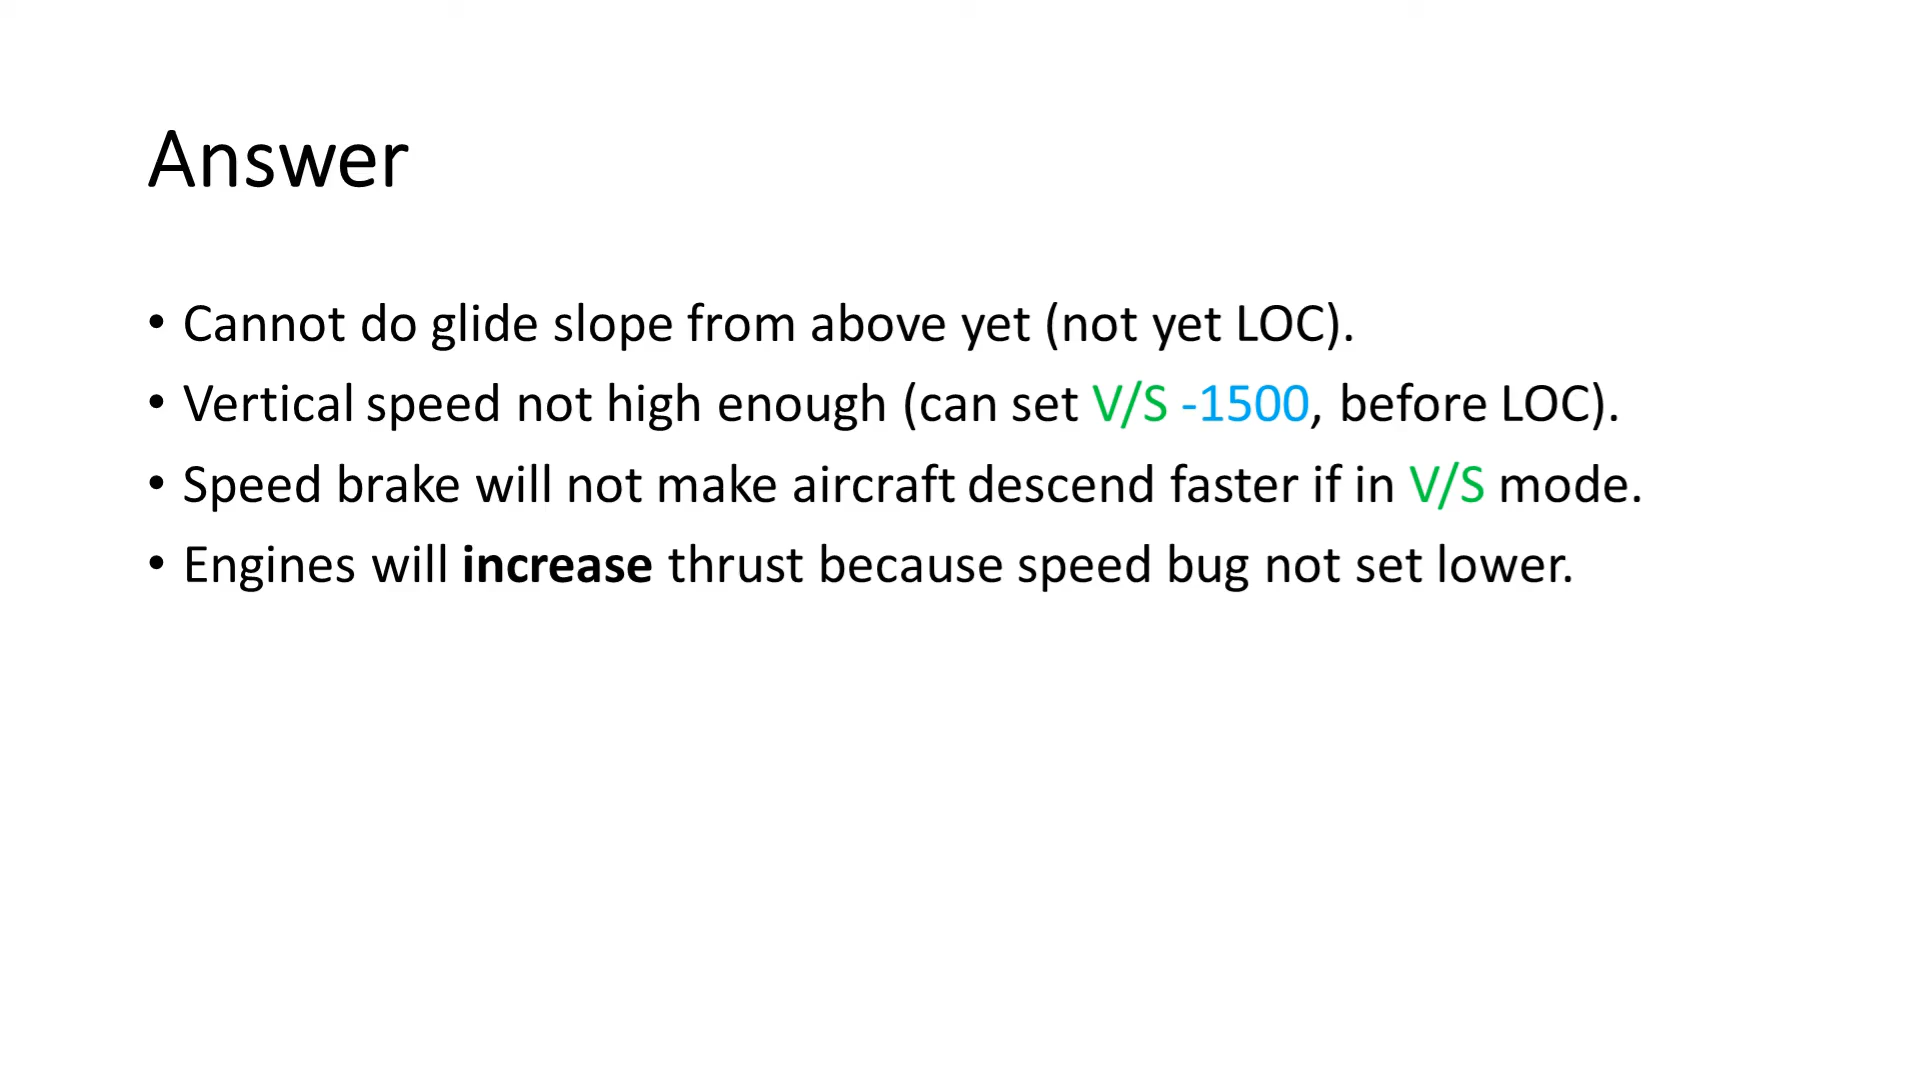 Answer
• Cannot do glide slope from above yet (not yet LOC).
• Vertical speed not high enough (can set V/S -1500, before LOC).
• Speed brake will not make aircraft descend faster if in V/S mode.
• Engines will increase thrust because speed bug not set lower.